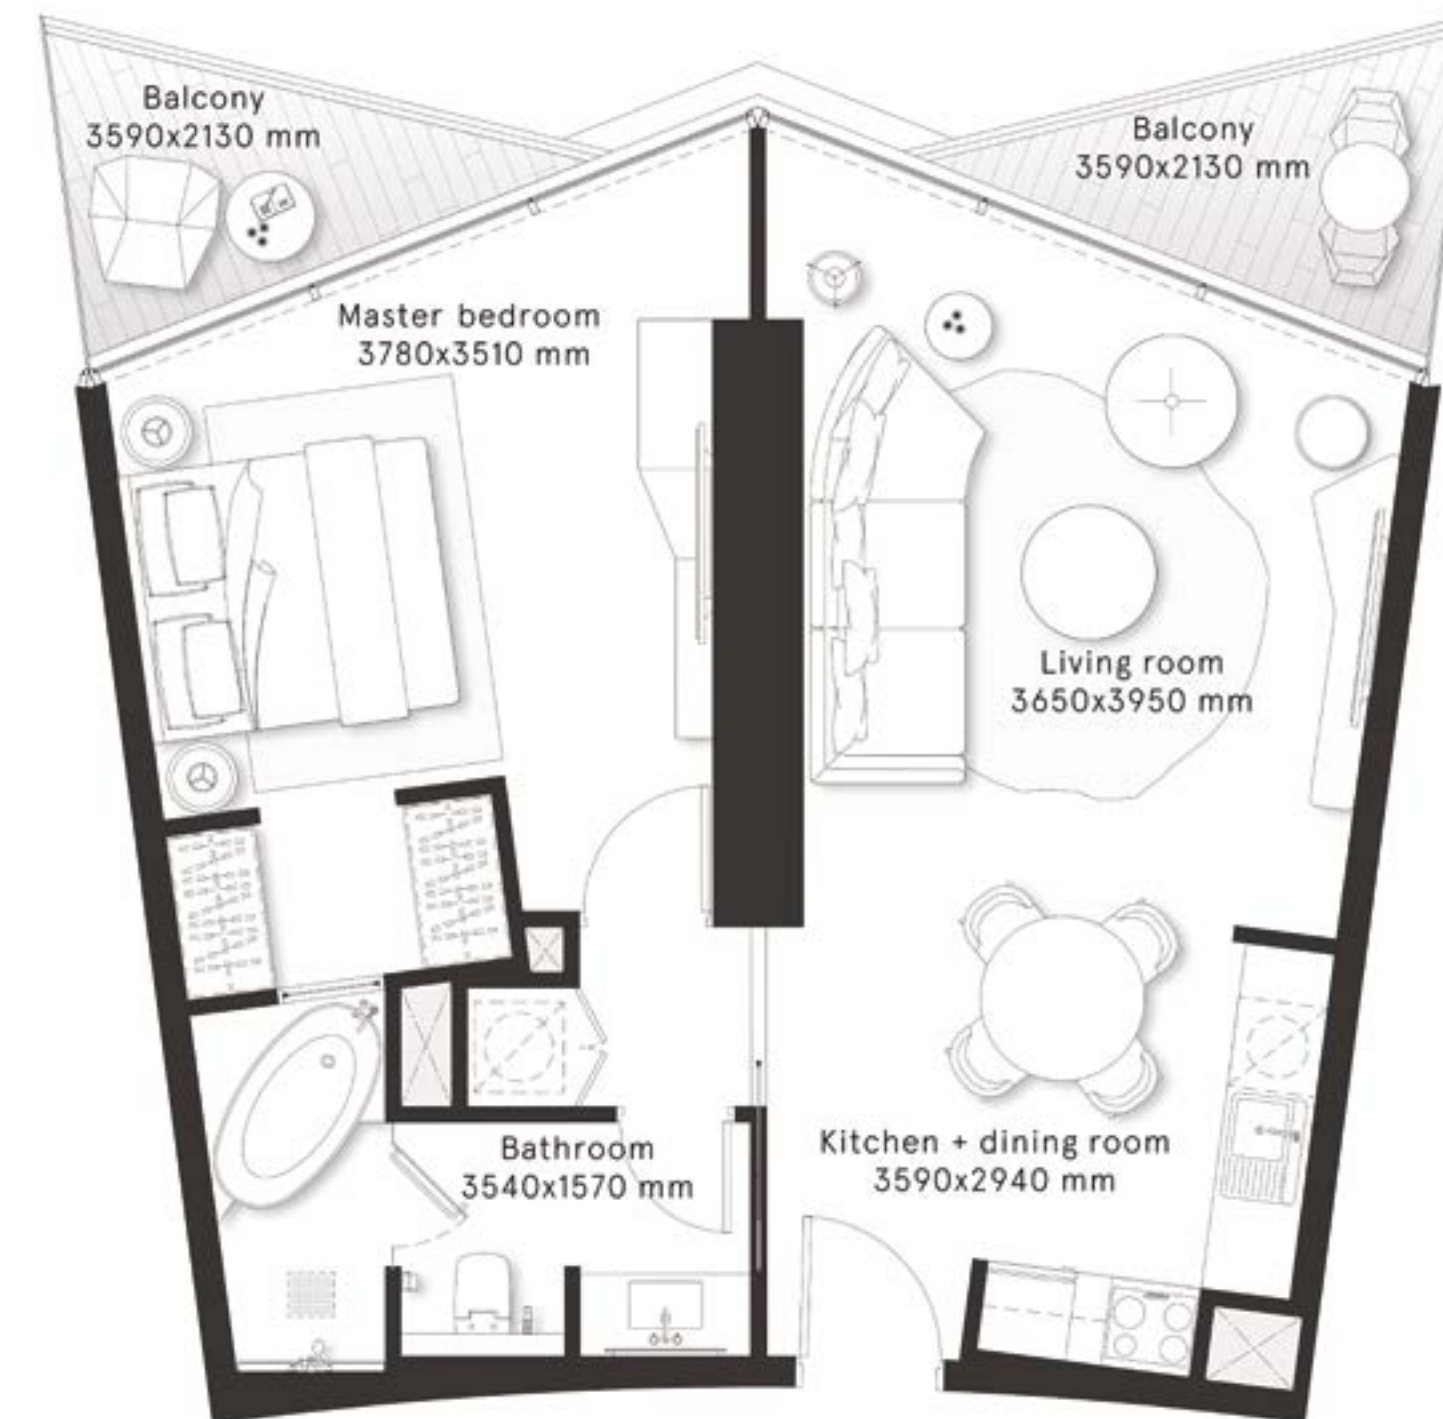 Balcony
3590x2130 mm
Balcony
3590x2130 mm
Master bedroom
3780x3510 mm
Living room
3650x3950 mm
Bathroom
3540x1570 mm
Kitchen + dining room
3590x2940 mm